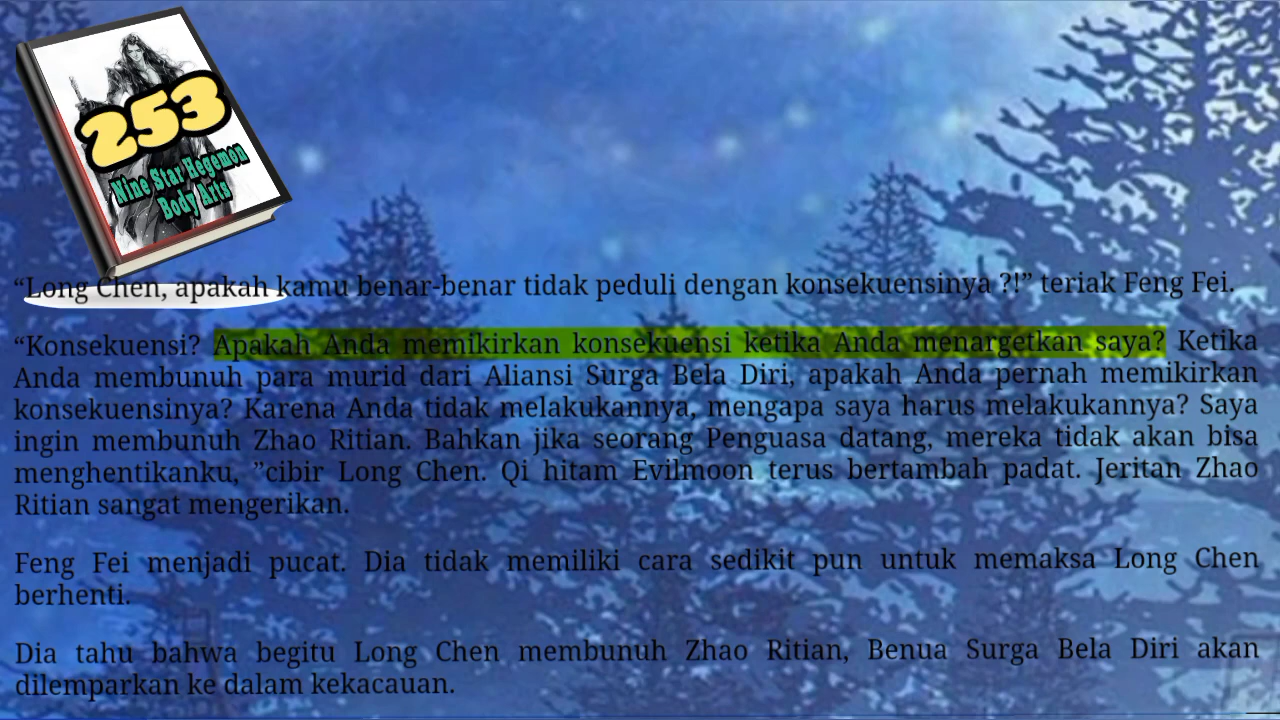 253
Nine Star Hegemon
Body Arts
“Long Chen, apakah kamu benar-benar tidak peduli dengan konsekuensinya ?!” teriak Feng Fei.
“Konsekuensi? Apakah Anda memikirkan konsekuensi ketika Anda menargetkan saya? Ketika
Anda membunuh para murid dari Aliansi Surga Bela Diri, apakah Anda pernah memikirkan
konsekuensinya? Karena Anda tidak melakukannya, mengapa saya harus melakukannya? Saya
ingin membunuh Zhao Ritian. Bahkan jika seorang Penguasa datang, mereka tidak akan bisa
menghentikanku, ”cibir Long Chen. Qi hitam Evilmoon terus bertambah padat. Jeritan Zhao
Ritian sangat mengerikan.
Feng Fei menjadi pucat. Dia tidak memiliki cara sedikit pun untuk memaksa Long Chen
berhenti.
Dia tahu bahwa begitu Long Chen membunuh Zhao Ritian, Benua Surga Bela Diri akan
dilemparkan ke dalam kekacauan.